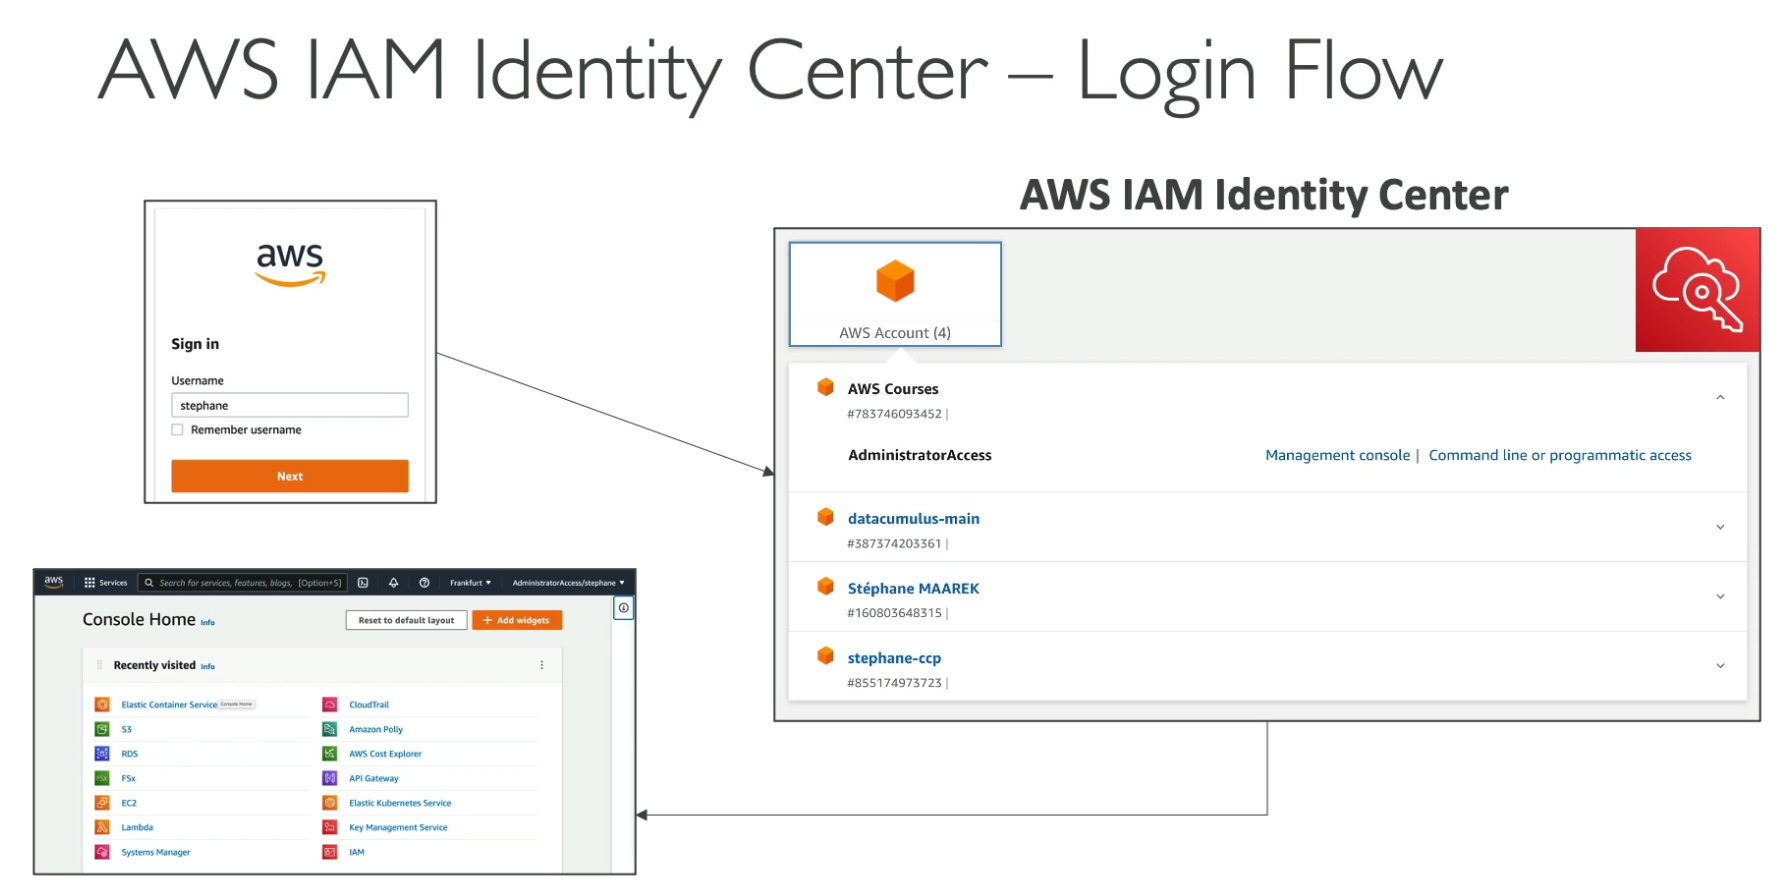 AWS IAM Identity Center – Login Flow
aws
Sign in
Username
stephane
Remember username
Next
AWS IAM Identity Center
AWS Account (4)
AWS Courses
#783746093452 |
AdministratorAccess
Management console | Command line or programmatic access
datacumulus-main
#387374203361 |
Stéphane MAAREK
#160803648315 |
stephane-ccp
#855174973723 |
aws Services Search for services, features, blogs, [Option+S] Frankfurt ▼ AdministratorAccess/stephane ▼
Console Home Info
Reset to default layout
+ Add widgets
Recently visited Info
Elastic Container Service Console Home
S3
RDS
FSx
EC2
Lambda
Systems Manager
CloudTrail
Amazon Polly
AWS Cost Explorer
API Gateway
Elastic Kubernetes Service
Key Management Service
IAM